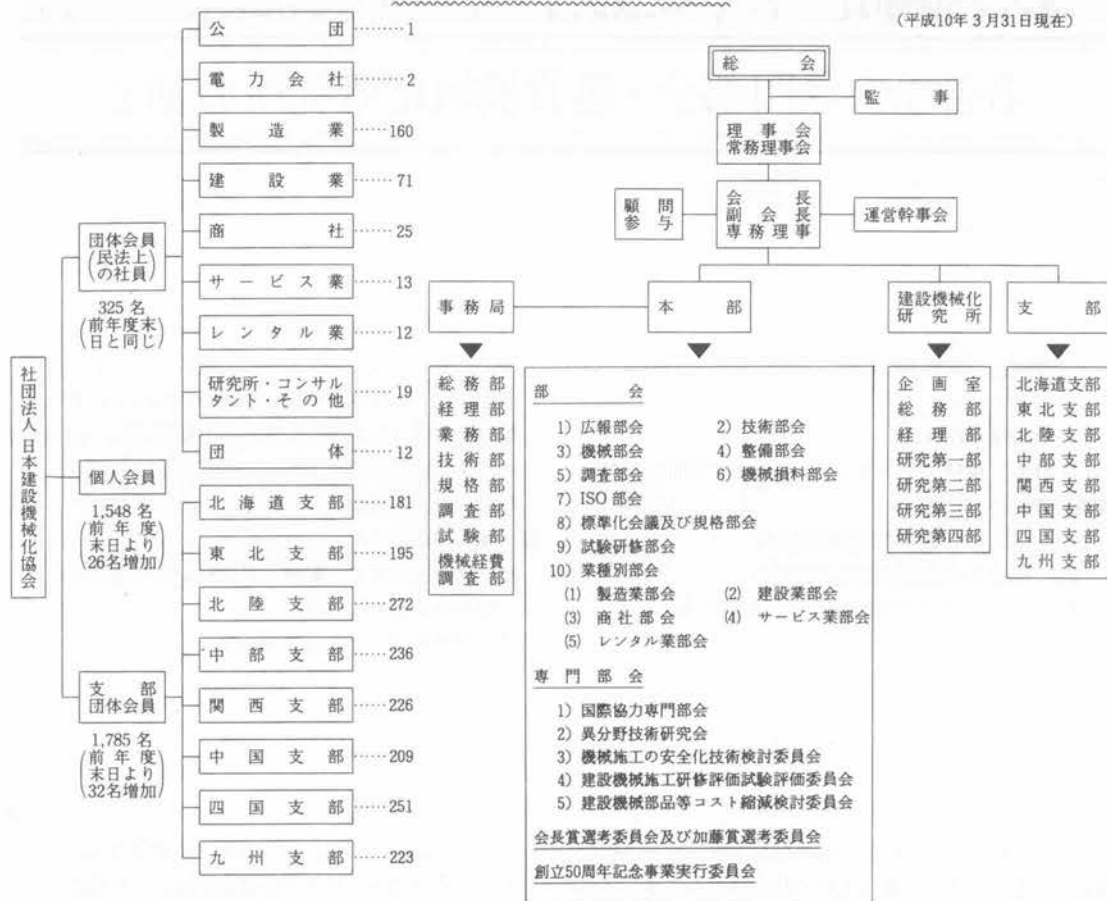 (平成10年3月31日現在)
社団法人 日本建設機械化協会
団体会員
(民法上の社員)
325名
(前年度末日と同じ)
個人会員
1,548名
(前年度末日より26名増加)
支部
団体会員
1,785名
(前年度末日より32名増加)
公団……1
電力会社……2
製造業……160
建設業……71
商社……25
サービス業……13
レンタル業……12
研究所・コンサルタント・その他……19
団体……12
北海道支部……181
東北支部……195
北陸支部……272
中部支部……236
関西支部……226
中国支部……209
四国支部……251
九州支部……223
総会
監事
理事会
常務理事会
顧問
参与
会長
副会長
専務理事
運営幹事会
事務局
総務部
経理部
業務部
技術部
規格部
調査部
試験部
機械経費
調査部
本部
部会
1) 広報部会 2) 技術部会
3) 機械部会 4) 整備部会
5) 調査部会 6) 機械損料部会
7) ISO部会
8) 標準化会議及び規格部会
9) 試験研修部会
10) 業種別部会
(1) 製造業部会 (2) 建設業部会
(3) 商社部会 (4) サービス業部会
(5) レンタル業部会
専門部会
1) 国際協力専門部会
2) 異分野技術研究会
3) 機械施工の安全化技術検討委員会
4) 建設機械施工研修評価試験評価委員会
5) 建設機械部品等コスト縮減検討委員会
会長賞選考委員会及び加藤賞選考委員会
創立50周年記念事業実行委員会
建設機械化
研究所
企画室
総務部
経理部
研究第一部
研究第二部
研究第三部
研究第四部
支部
北海道支部
東北支部
北陸支部
中部支部
関西支部
中国支部
四国支部
九州支部